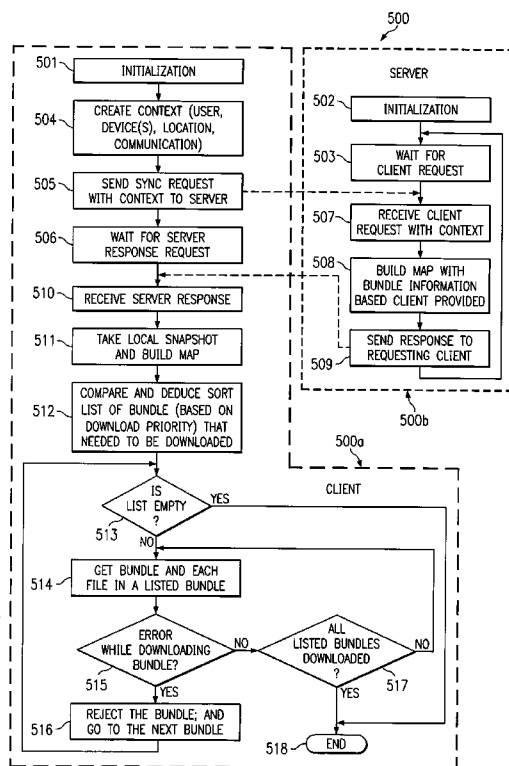 500
501
INITIALIZATION
504
CREATE CONTEXT (USER,
DEVICE(S), LOCATION,
COMMUNICATION)
505
SEND SYNC REQUEST
WITH CONTEXT TO SERVER
506
WAIT FOR SERVER
RESPONSE REQUEST
510
RECEIVE SERVER RESPONSE
511
TAKE LOCAL SNAPSHOT
AND BUILD MAP
512
COMPARE AND DEDUCE SORT
LIST OF BUNDLE (BASED ON
DOWNLOAD PRIORITY) THAT
NEEDED TO BE DOWNLOADED
SERVER
502
INITIALIZATION
503
WAIT FOR
CLIENT REQUEST
507
RECEIVE CLIENT
REQUEST WITH CONTEXT
508
BUILD MAP WITH
BUNDLE INFORMATION
BASED CLIENT PROVIDED
SEND RESPONSE TO
REQUESTING CLIENT
509
500b
500a
CLIENT
IS
LIST EMPTY
?
YES
513
NO
514
GET BUNDLE AND EACH
FILE IN A LISTED BUNDLE
ERROR
WHILE DOWNLOADING
BUNDLE?
NO
515
YES
ALL
LISTED BUNDLES
DOWNLOADED
?
NO
517
YES
516
REJECT THE BUNDLE; AND
GO TO THE NEXT BUNDLE
518
END